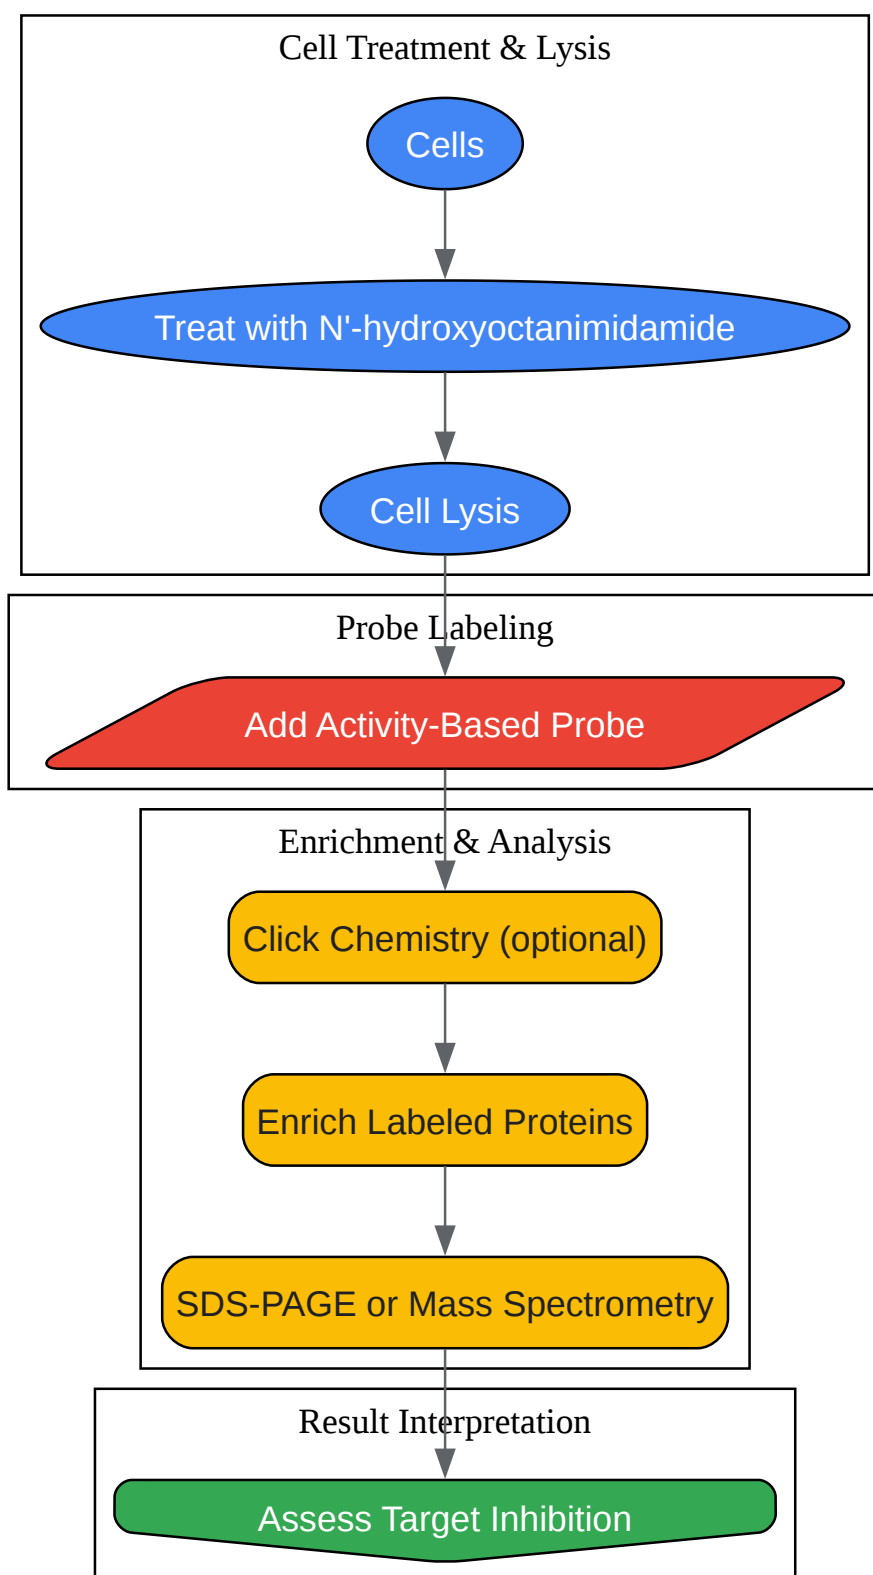 Cell Treatment & Lysis
Cells
Treat with N'-hydroxyoctanimidamide
Cell Lysis
Probe Labeling
Add Activity-Based Probe
Enrichment & Analysis
Click Chemistry (optional)
Enrich Labeled Proteins
SDS-PAGE or Mass Spectrometry
Result Interpretation
Assess Target Inhibition